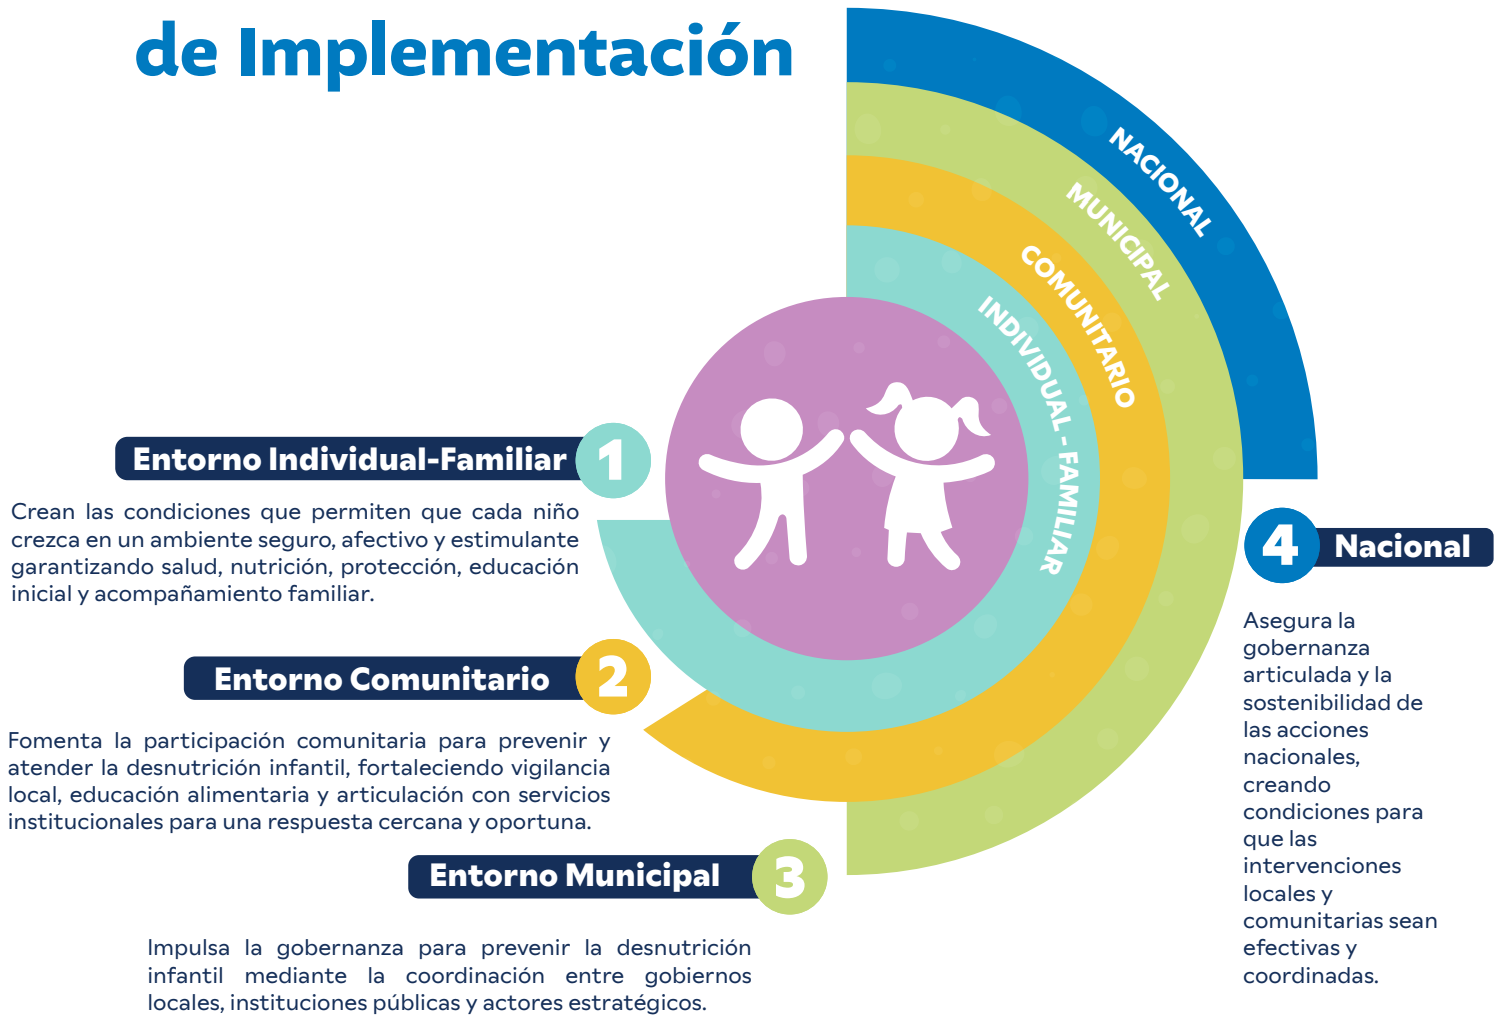 de Implementación
NACIONAL
MUNICIPAL
COMUNITARIO
INDIVIDUAL - FAMILIAR
Entorno Individual-Familiar 1
Crean las condiciones que permiten que cada niño
crezca en un ambiente seguro, afectivo y estimulante
garantizando salud, nutrición, protección, educación
inicial y acompañamiento familiar.
Entorno Comunitario 2
Fomenta la participación comunitaria para prevenir y
atender la desnutrición infantil, fortaleciendo vigilancia
local, educación alimentaria y articulación con servicios
institucionales para una respuesta cercana y oportuna.
Entorno Municipal 3
Impulsa la gobernanza para prevenir la desnutrición
infantil mediante la coordinación entre gobiernos
locales, instituciones públicas y actores estratégicos.
4 Nacional
Asegura la
gobernanza
articulada y la
sostenibilidad de
las acciones
nacionales,
creando
condiciones para
que las
intervenciones
locales y
comunitarias sean
efectivas y
coordinadas.